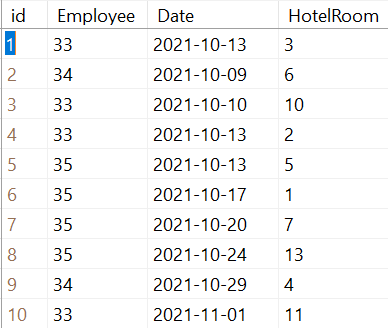 id Employee Date HotelRoom
1 33 2021-10-13 3
2 34 2021-10-09 6
3 33 2021-10-10 10
4 33 2021-10-13 2
5 35 2021-10-13 5
6 35 2021-10-17 1
7 35 2021-10-20 7
8 35 2021-10-24 13
9 34 2021-10-29 4
10 33 2021-11-01 11